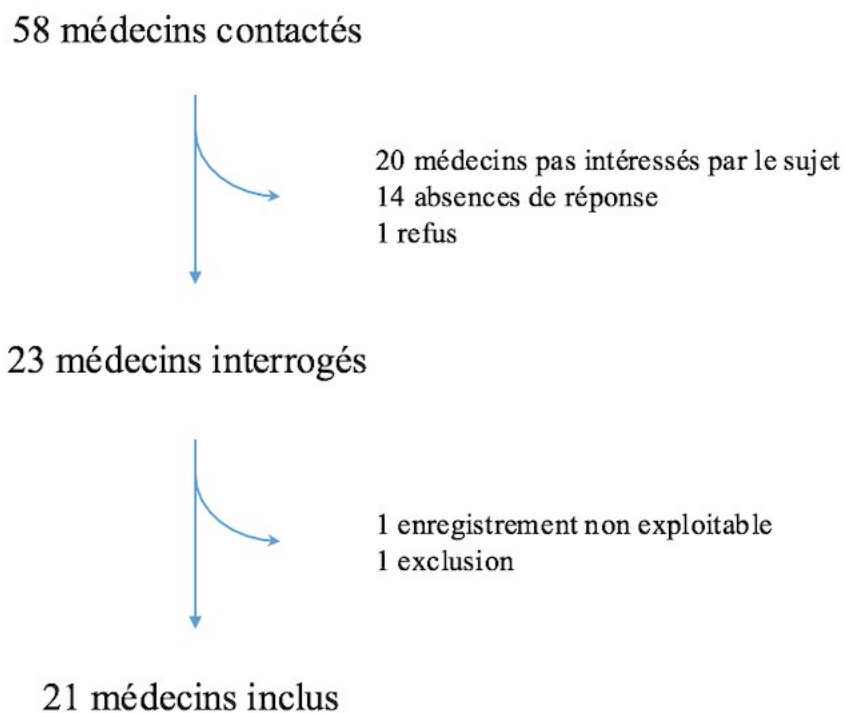 58 médecins contactés
20 médecins pas intéressés par le sujet
14 absences de réponse
1 refus
23 médecins interrogés
1 enregistrement non exploitable
1 exclusion
21 médecins inclus